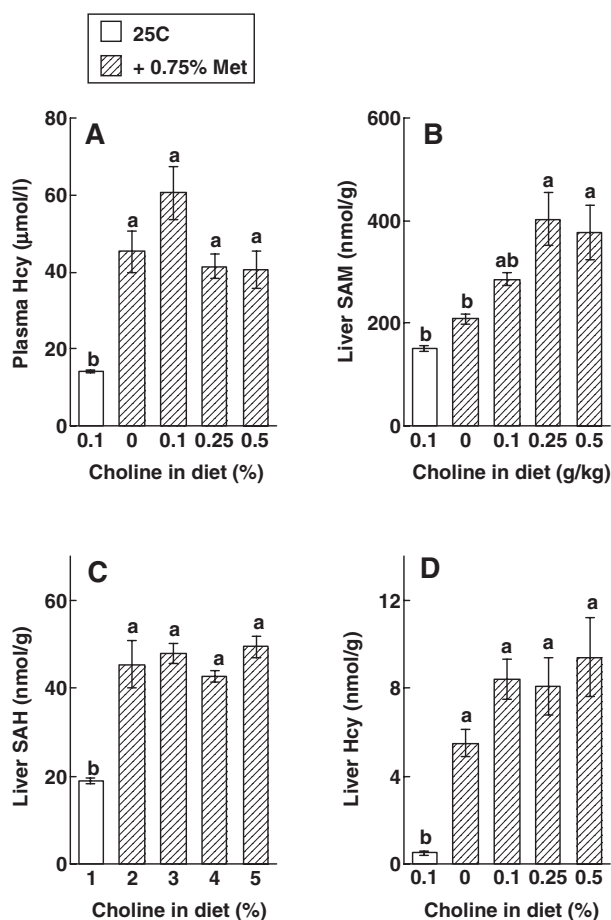 25C
+ 0.75% Met
A
80
60
40
20
0
Plasma Hcy (μmol/l)
b
a
a
a
a
0.1 0 0.1 0.25 0.5
Choline in diet (%)
B
600
400
200
0
Liver SAM (nmol/g)
b
b
ab
a
a
0.1 0 0.1 0.25 0.5
Choline in diet (g/kg)
C
60
40
20
0
Liver SAH (nmol/g)
b
a
a
a
a
1 2 3 4 5
Choline in diet (%)
D
12
8
4
0
Liver Hcy (nmol/g)
b
a
a
a
a
0.1 0 0.1 0.25 0.5
Choline in diet (%)